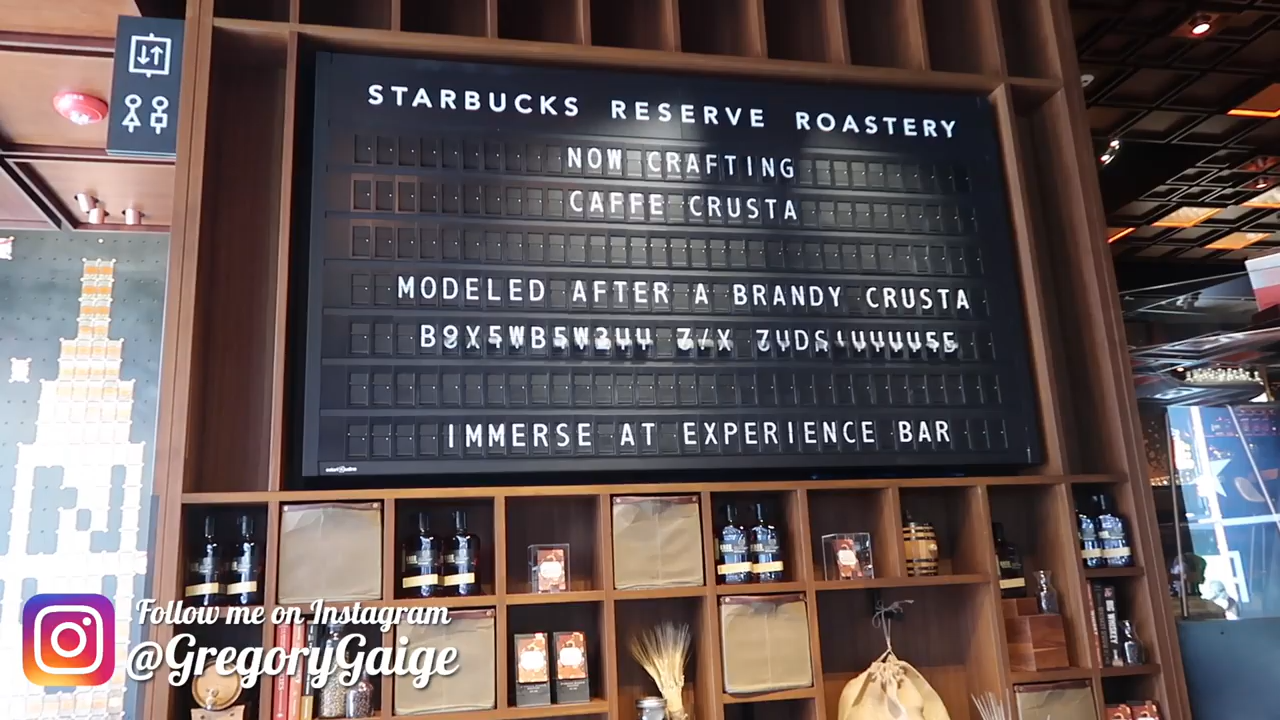 STARBUCKS RESERVE ROASTERY
NOW CRAFTING
CAFFE CRUSTA
MODELED AFTER A BRANDY CRUSTA
IMMERSE AT EXPERIENCE BAR
Follow me on Instagram
@GregoryGaige